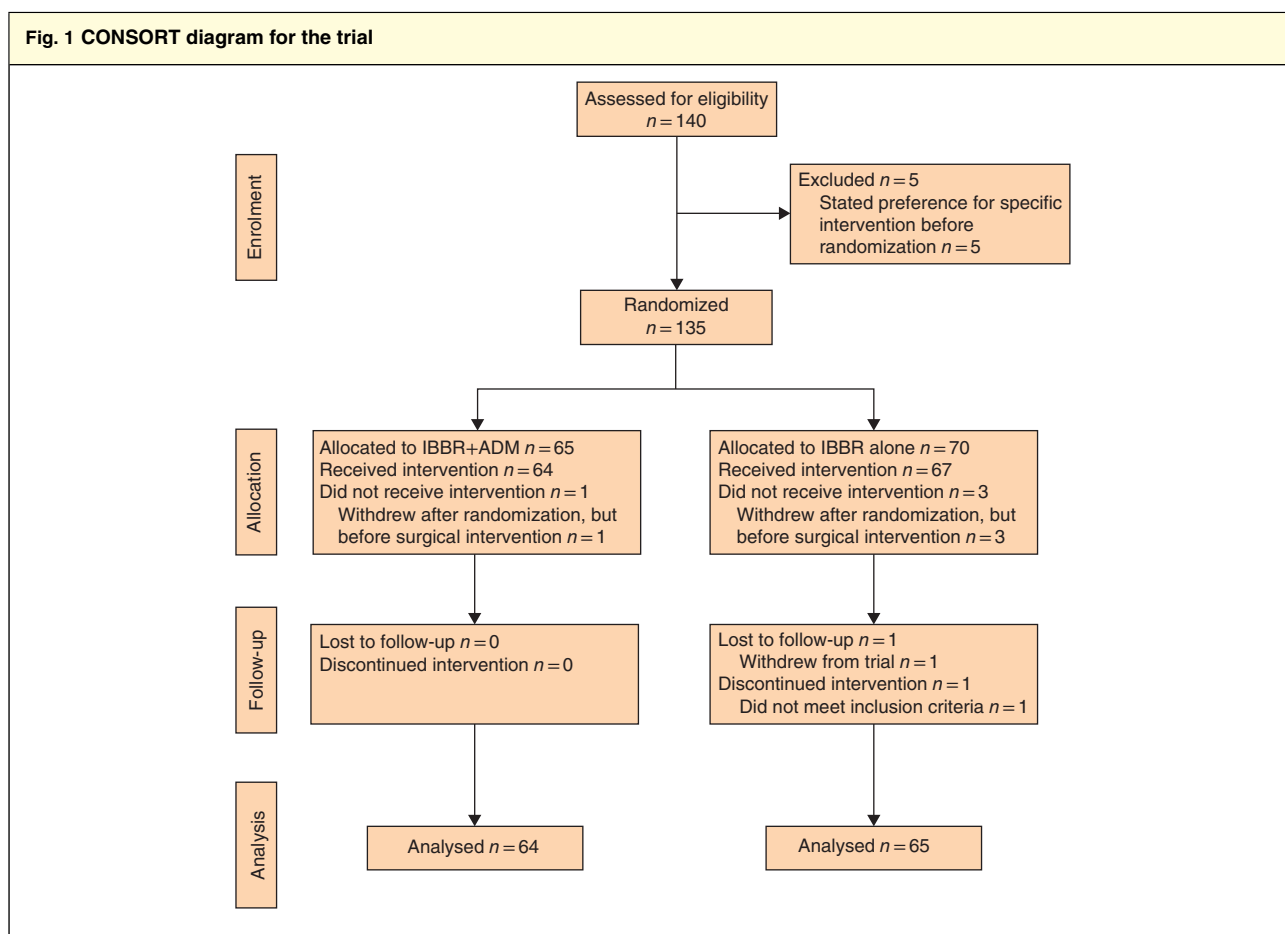 Fig. 1 CONSORT diagram for the trial
Assessed for eligibility
n = 140
Enrolment
Excluded n = 5
Stated preference for specific
intervention before
randomization n = 5
Randomized
n = 135
Allocation
Allocated to IBBR+ADM n = 65
Received intervention n = 64
Did not receive intervention n = 1
Withdrew after randomization, but
before surgical intervention n = 1
Allocated to IBBR alone n = 70
Received intervention n = 67
Did not receive intervention n = 3
Withdrew after randomization, but
before surgical intervention n = 3
Follow-up
Lost to follow-up n = 0
Discontinued intervention n = 0
Lost to follow-up n = 1
Withdrew from trial n = 1
Discontinued intervention n = 1
Did not meet inclusion criteria n = 1
Analysis
Analysed n = 64
Analysed n = 65